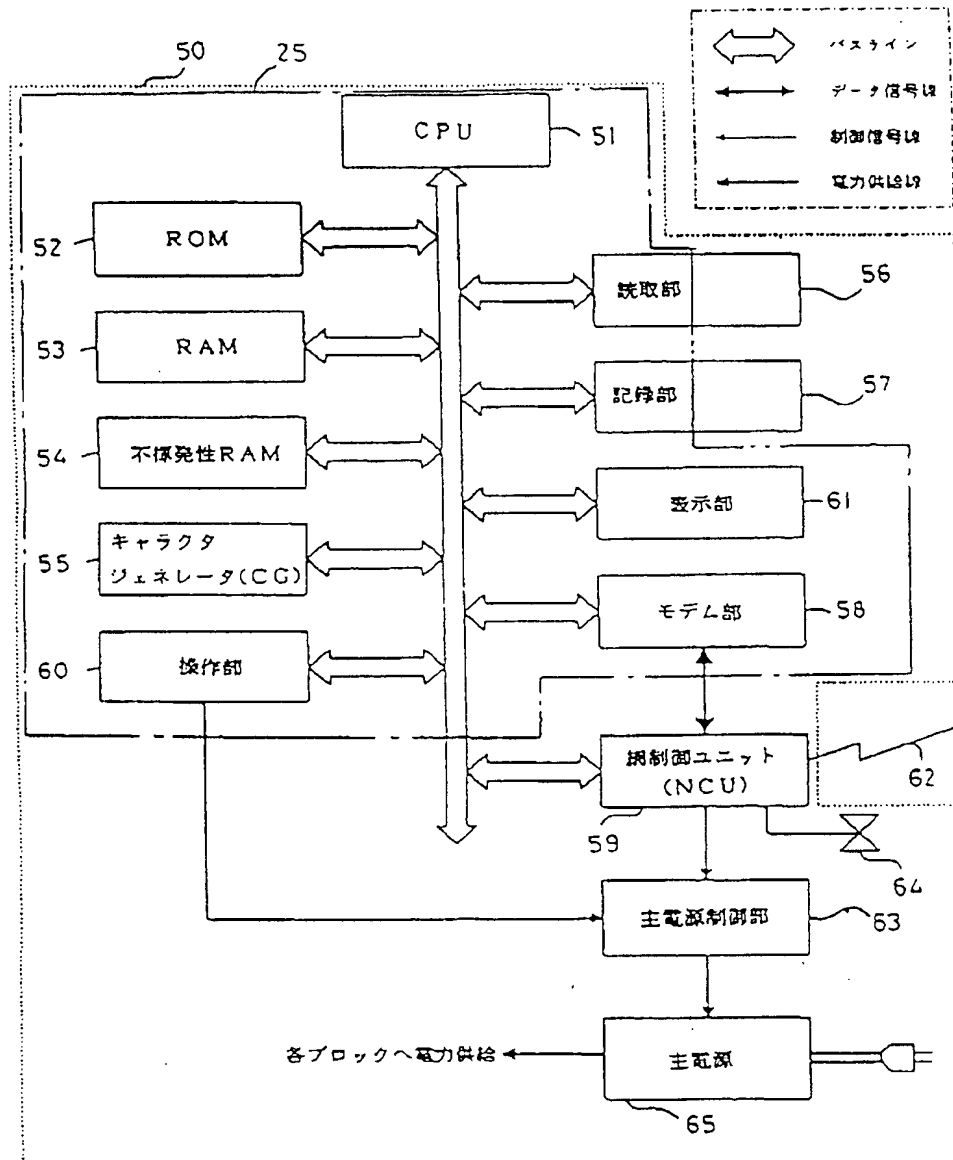 50
25
バスライン
データ信号線
制御信号線
電力供給線
CPU
51
ROM
52
読取部
56
RAM
53
記録部
57
不揮発性RAM
54
表示部
61
キャラクタ
ジェネレータ(CG)
55
モデム部
58
操作部
60
網制御ユニット
(NCU)
59
62
64
主電源制御部
63
各ブロックへ電力供給
主電源
65